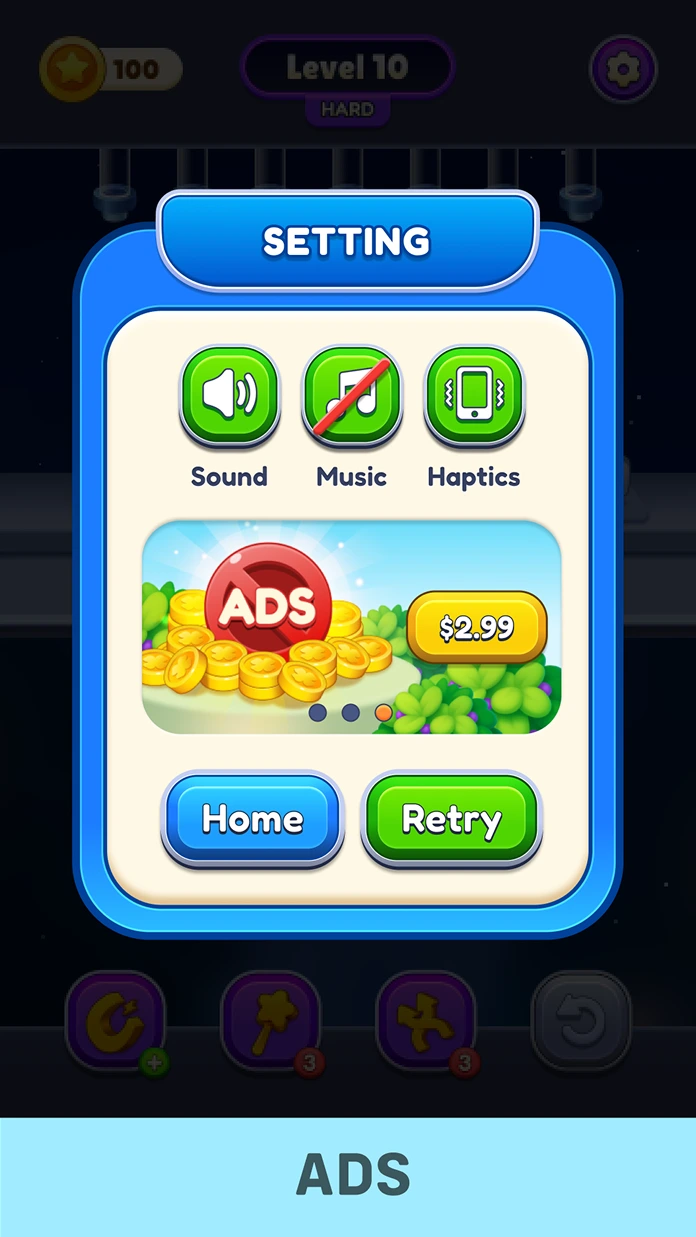 100
Level 10
HARD
SETTING
Sound
Music
Haptics
ADS
$2.99
Home
Retry
3
3
ADS